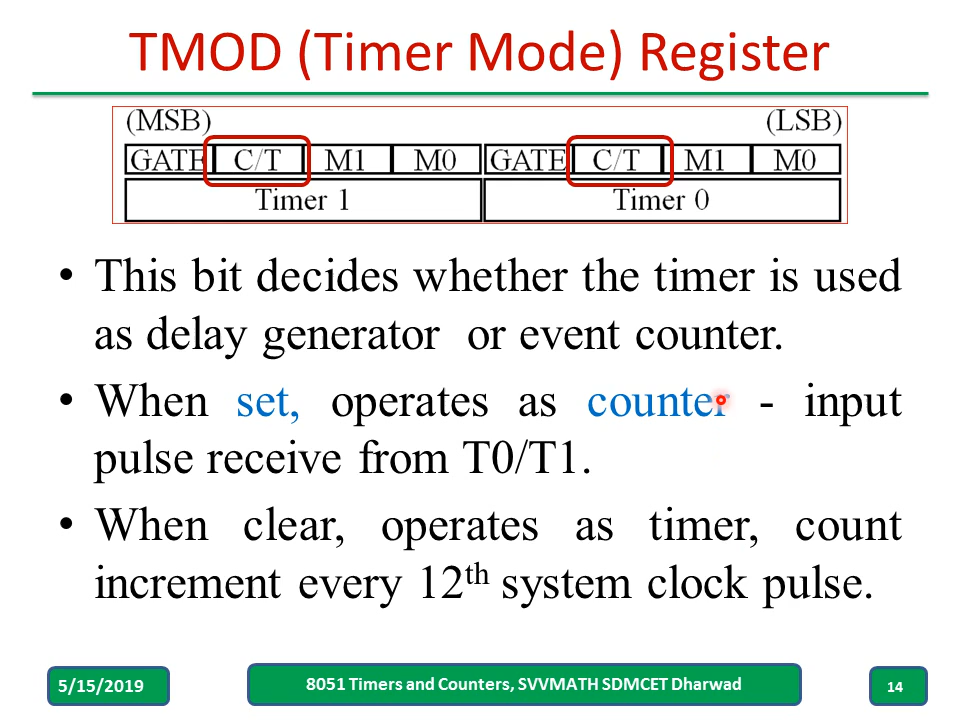 TMOD (Timer Mode) Register
(MSB) (LSB)
GATE C/T M1 M0 GATE C/T M1 M0
Timer 1 Timer 0
• This bit decides whether the timer is used
as delay generator or event counter.
• When set, operates as counter - input
pulse receive from T0/T1.
• When clear, operates as timer, count
increment every 12th system clock pulse.
5/15/2019 8051 Timers and Counters, SVVMATH SDMCET Dharwad 14